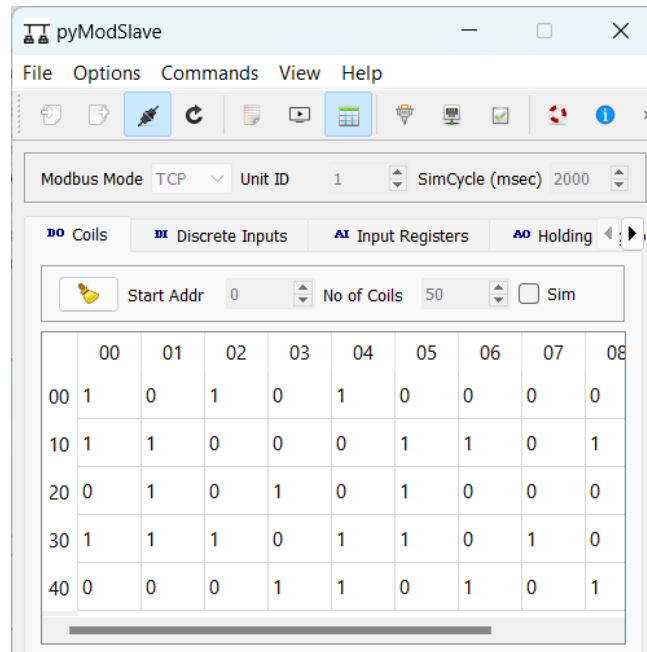 pyModSlave
File Options Commands View Help
Modbus Mode TCP Unit ID 1 SimCycle (msec) 2000
DO Coils DI Discrete Inputs AI Input Registers AO Holding
Start Addr 0 No of Coils 50 Sim
00 01 02 03 04 05 06 07 08
00 1 0 1 0 1 0 0 0 0
10 1 1 0 0 0 1 1 0 1
20 0 1 0 1 0 1 0 0 0
30 1 1 1 0 1 1 0 1 0
40 0 0 0 1 1 0 1 0 1